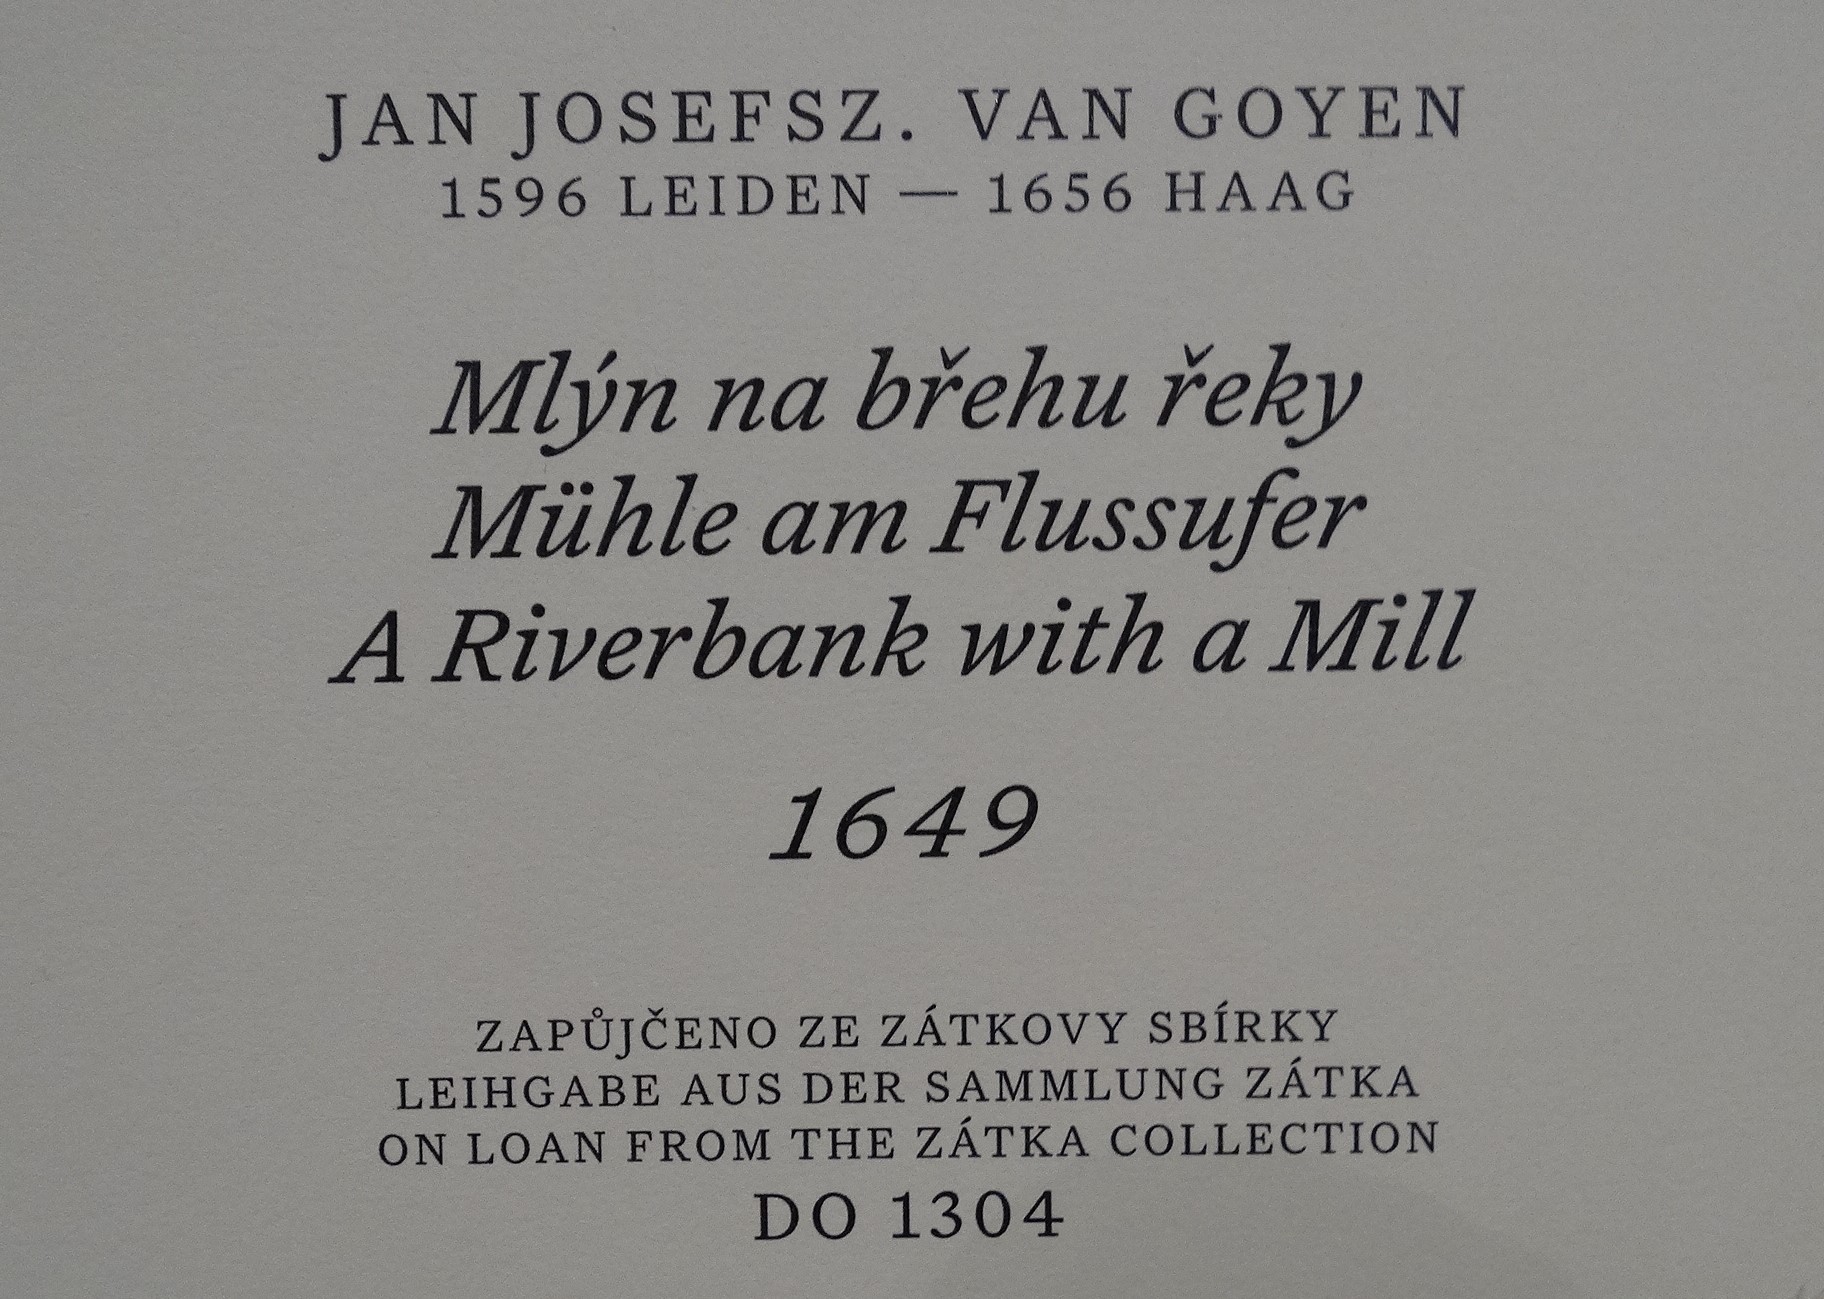 JAN JOSEFSZ. VAN GOYEN
1596 LEIDEN — 1656 HAAG
Mlýn na břehu řeky
Mühle am Flussufer
A Riverbank with a Mill
1649
ZAPŮJČENO ZE ZÁTKOVY SBÍRKY
LEIHGABE AUS DER SAMMLUNG ZÁTKA
ON LOAN FROM THE ZÁTKA COLLECTION
DO 1304